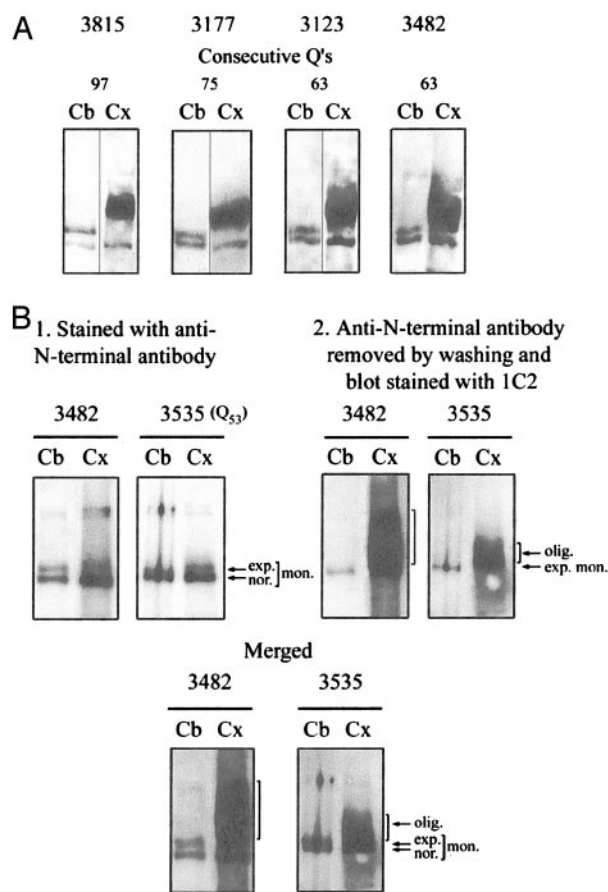 A
3815 3177 3123 3482
Consecutive Q's
97 75 63 63
Cb Cx Cb Cx Cb Cx Cb Cx
B
1. Stained with anti-
N-terminal antibody
2. Anti-N-terminal antibody
removed by washing and
blot stained with 1C2
3482 3535 (Q53)
Cb Cx Cb Cx
exp.
nor.
mon.
3482 3535
Cb Cx Cb Cx
olig.
exp. mon.
Merged
3482 3535
Cb Cx Cb Cx
olig.
exp.
nor.
mon.